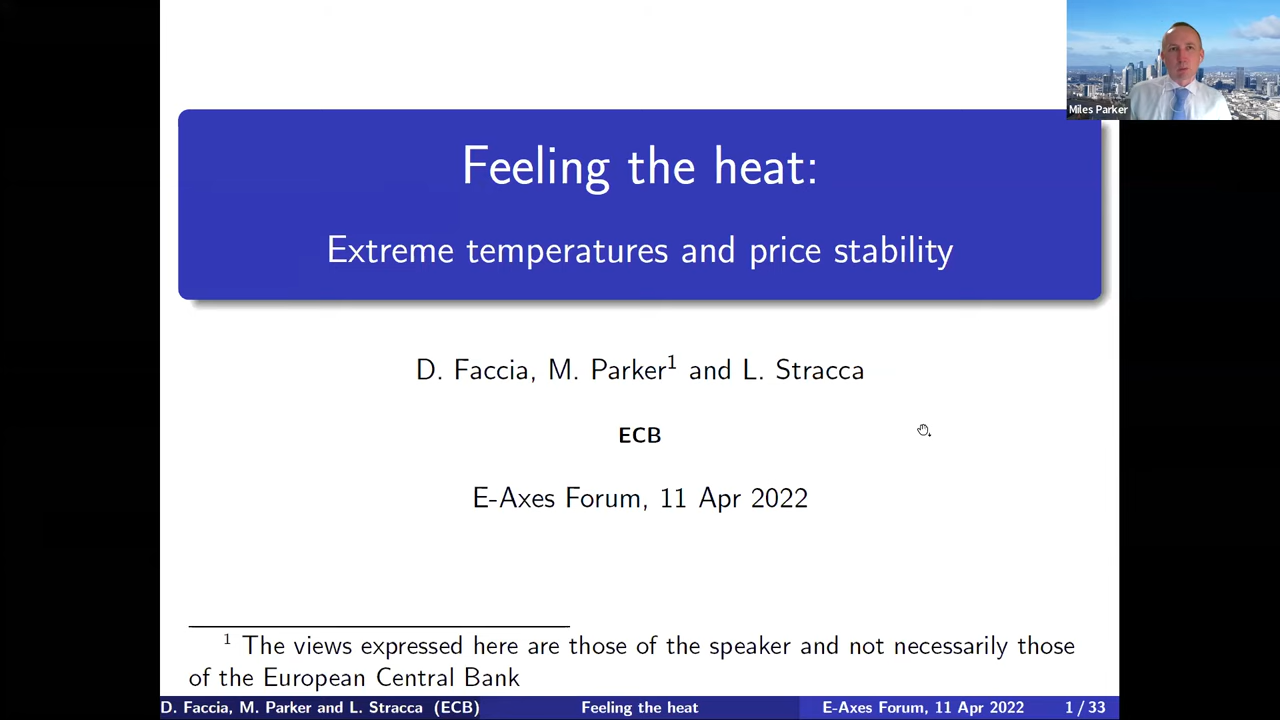 Miles Parker
Feeling the heat:
Extreme temperatures and price stability
D. Faccia, M. Parker¹ and L. Stracca
ECB
E-Axes Forum, 11 Apr 2022
¹ The views expressed here are those of the speaker and not necessarily those
of the European Central Bank
D. Faccia, M. Parker and L. Stracca (ECB) Feeling the heat E-Axes Forum, 11 Apr 2022 1 / 33